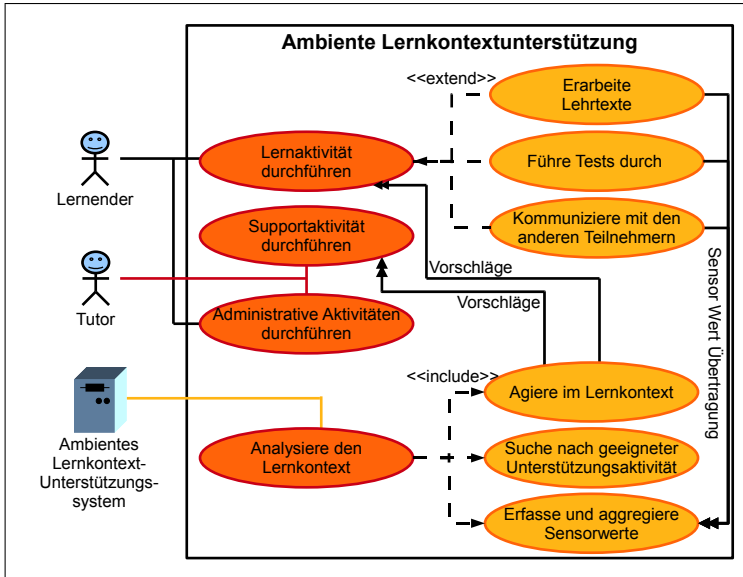 Ambiente Lernkontextunterstützung
<<extend>>
Erarbeite
Lehrtexte
Lernaktivität
durchführen
Führe Tests durch
Lernender
Kommuniziere mit den
anderen Teilnehmern
Supportaktivität
durchführen
Vorschläge
Vorschläge
Sensor Wert Übertragung
Tutor
Administrative Aktivitäten
durchführen
<<include>>
Agiere im Lernkontext
Ambientes
Lernkontext-
Unterstützungs-
system
Analysiere den
Lernkontext
Suche nach geeigneter
Unterstützungsaktivität
Erfasse und aggregiere
Sensorwerte